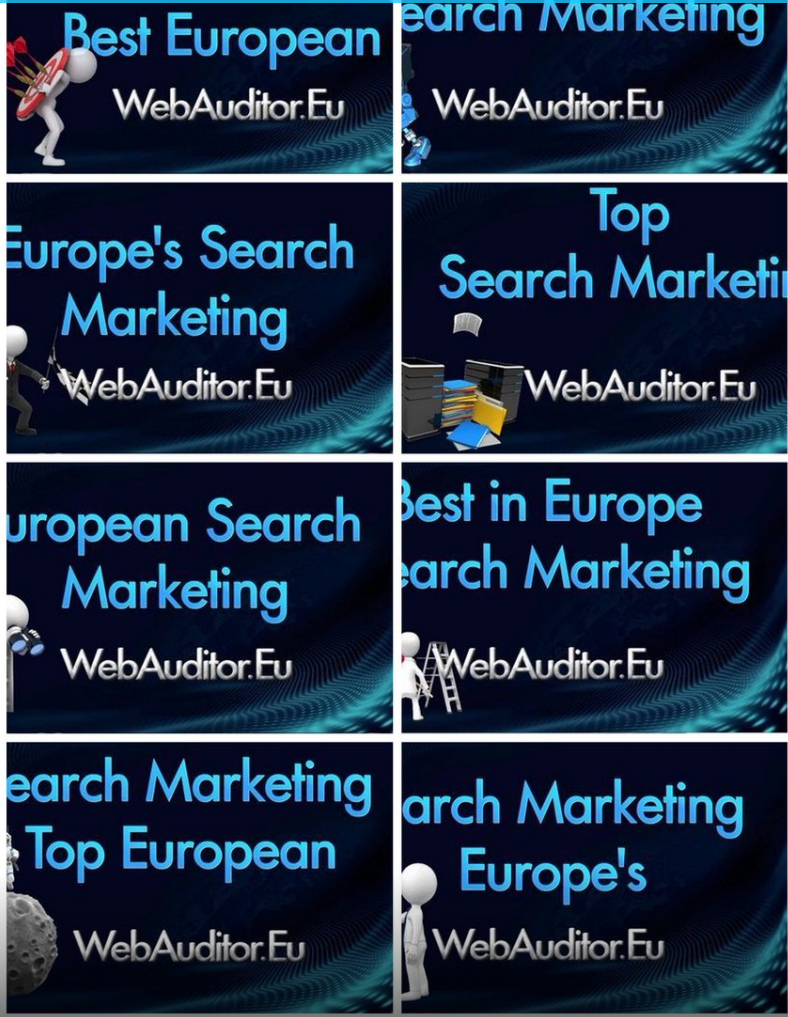 Best European
WebAuditor.Eu
earch Marketing
WebAuditor.Eu
Europe's Search
Marketing
WebAuditor.Eu
Top
Search Marketin
WebAuditor.Eu
uropean Search
Marketing
WebAuditor.Eu
Best in Europe
earch Marketing
WebAuditor.Eu
earch Marketing
Top European
WebAuditor.Eu
arch Marketing
Europe's
WebAuditor.Eu